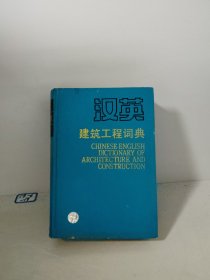 汉英
建筑工程词典
CHINESE-ENGLISH
DICTIONARY OF
ARCHITECTURE AND
CONSTRUCTION